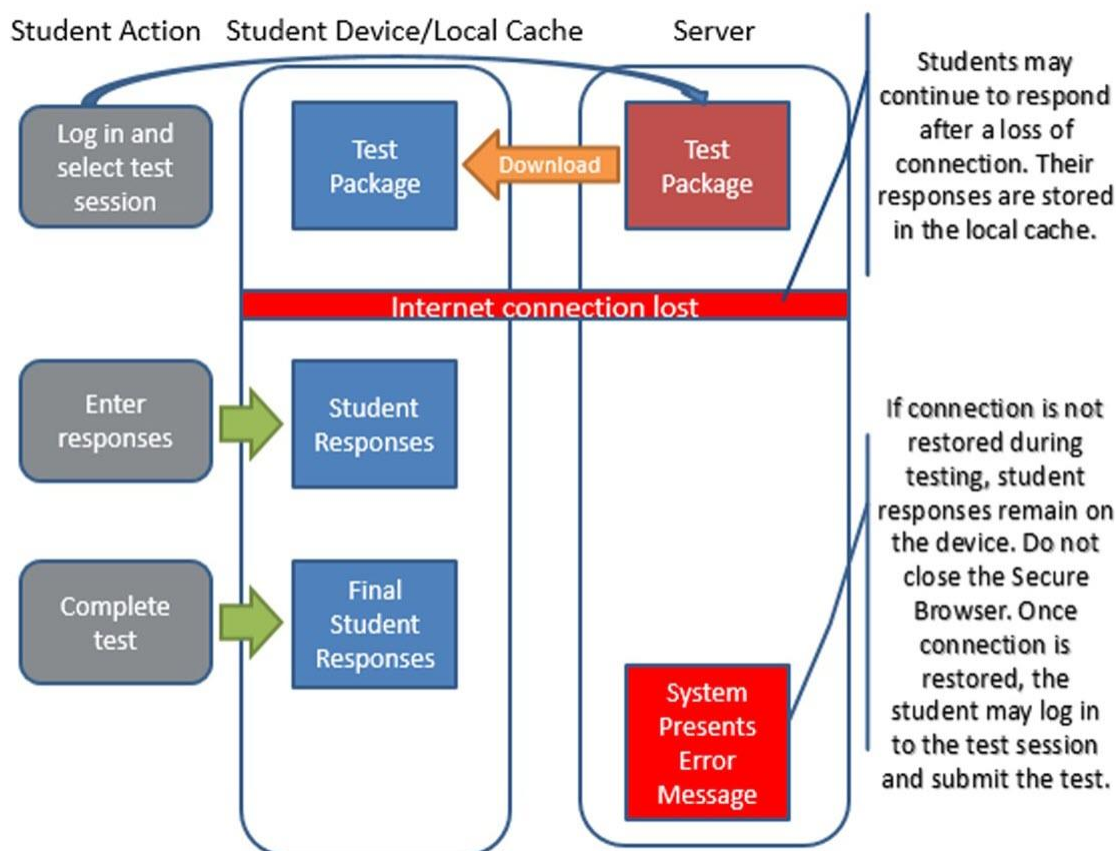 Student Action
Student Device/Local Cache
Server
Log in and
select test
session
Test
Package
Download
Test
Package
Students may
continue to respond
after a loss of
connection. Their
responses are stored
in the local cache.
Internet connection lost
Enter
responses
Student
Responses
If connection is not
restored during
testing, student
responses remain on
the device. Do not
close the Secure
Browser. Once
connection is
restored, the
student may log in
to the test session
and submit the test.
Complete
test
Final
Student
Responses
System
Presents
Error
Message